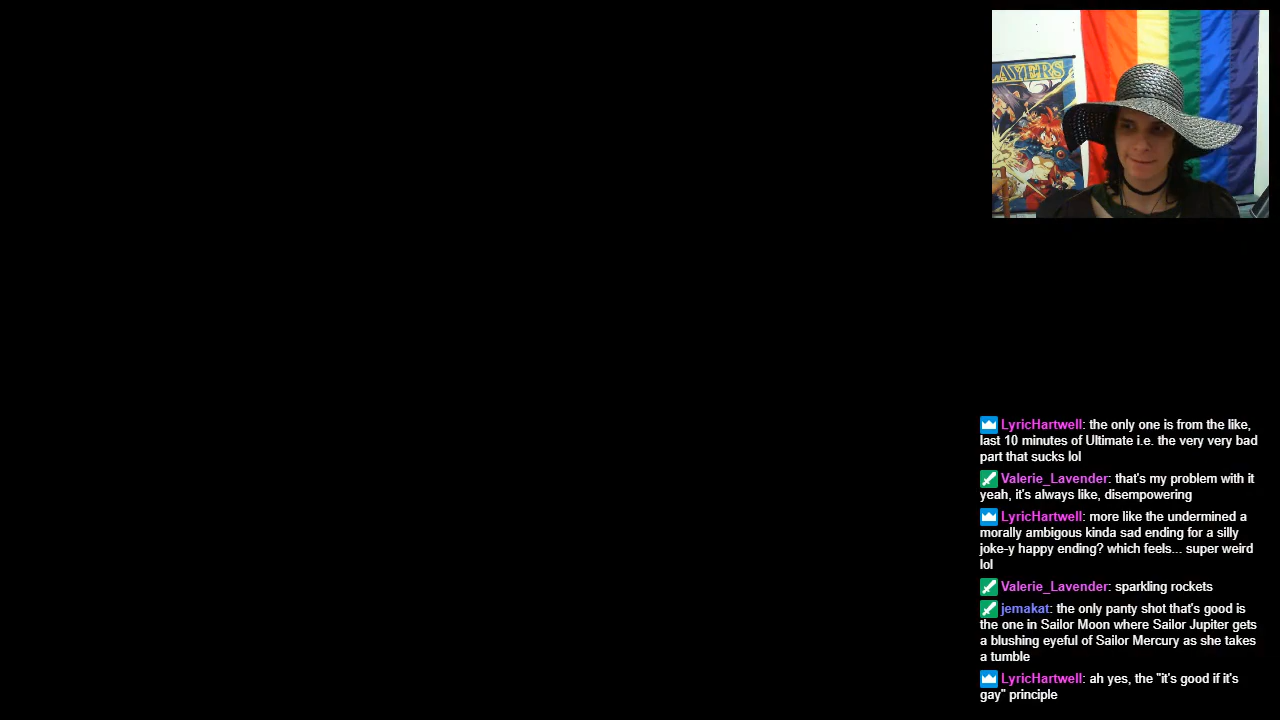 LAYERS
LyricHartwell: the only one is from the like,
last 10 minutes of Ultimate i.e. the very very bad
part that sucks lol
Valerie_Lavender: that's my problem with it
yeah, it's always like, disempowering
LyricHartwell: more like the undermined a
morally ambigous kinda sad ending for a silly
joke-y happy ending? which feels... super weird
lol
Valerie_Lavender: sparkling rockets
jemakat: the only panty shot that's good is
the one in Sailor Moon where Sailor Jupiter gets
a blushing eyeful of Sailor Mercury as she takes
a tumble
LyricHartwell: ah yes, the "it's good if it's
gay" principle